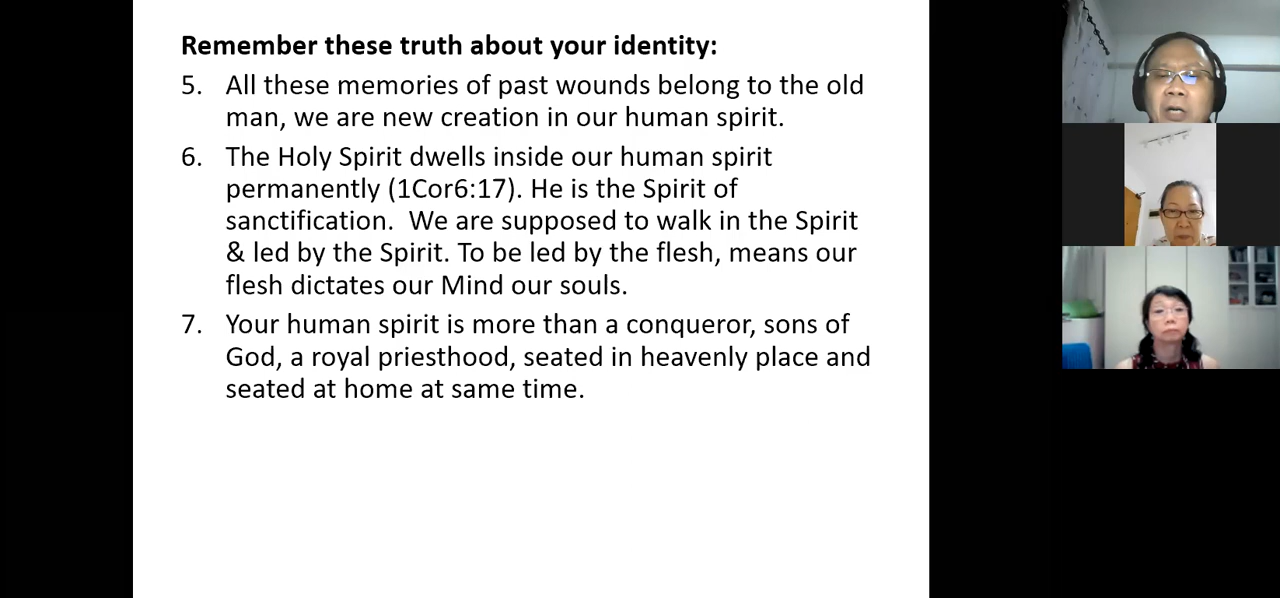 Remember these truth about your identity:
5. All these memories of past wounds belong to the old
man, we are new creation in our human spirit.
6. The Holy Spirit dwells inside our human spirit
permanently (1Cor6:17). He is the Spirit of
sanctification.  We are supposed to walk in the Spirit
& led by the Spirit. To be led by the flesh, means our
flesh dictates our Mind our souls.
7. Your human spirit is more than a conqueror, sons of
God, a royal priesthood, seated in heavenly place and
seated at home at same time.